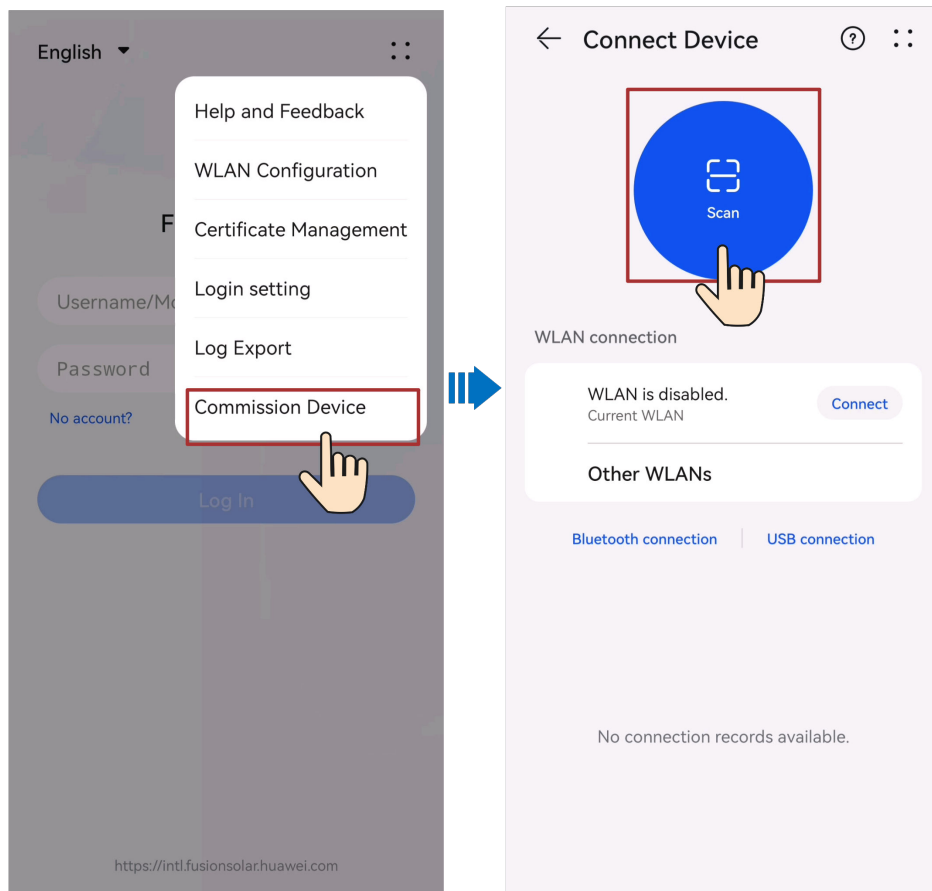 English
Help and Feedback
WLAN Configuration
F
Certificate Management
Username/Mo
Login setting
Password
Log Export
No account?
Commission Device
Log In
https://intl.fusionsolar.huawei.com
Connect Device
?
Scan
WLAN connection
WLAN is disabled.
Current WLAN
Connect
Other WLANs
Bluetooth connection
USB connection
No connection records available.